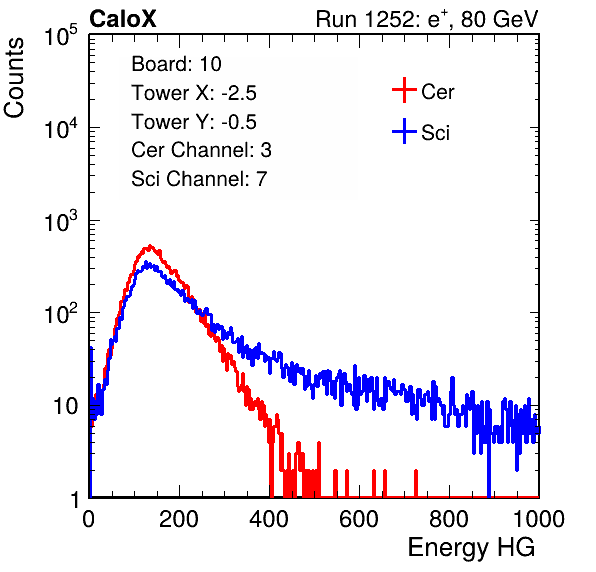 CaloX Run 1252: e⁺, 80 GeV
Counts
Board: 10
Tower X: -2.5
Tower Y: -0.5
Cer Channel: 3
Sci Channel: 7
Cer
Sci
10⁵
10⁴
10³
10²
10
1
0 200 400 600 800 1000
Energy HG